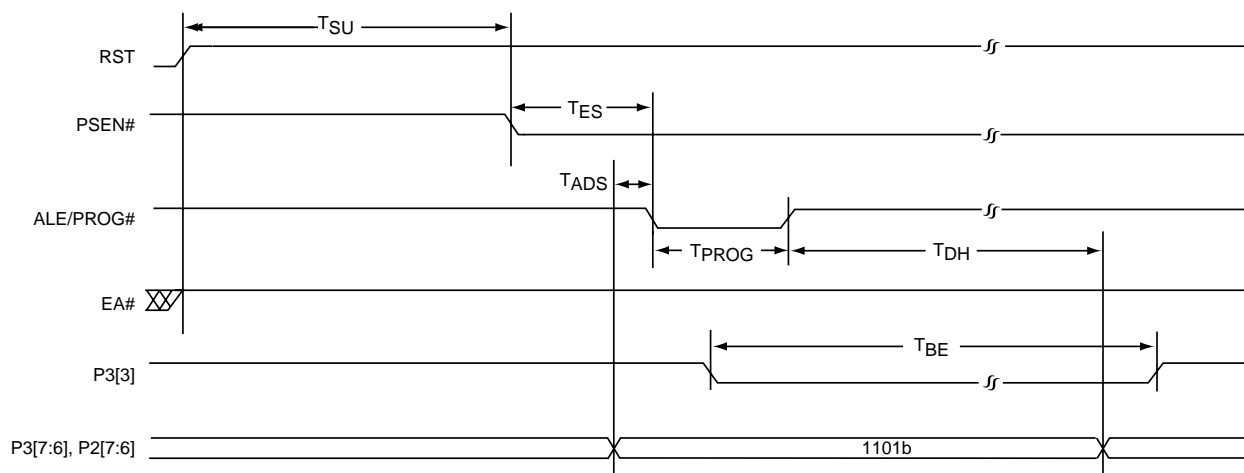 TSU
RST
TES
PSEN#
TADS
ALE/PROG#
TPROG
TDH
EA#
TBE
P3[3]
P3[7:6], P2[7:6]
1101b